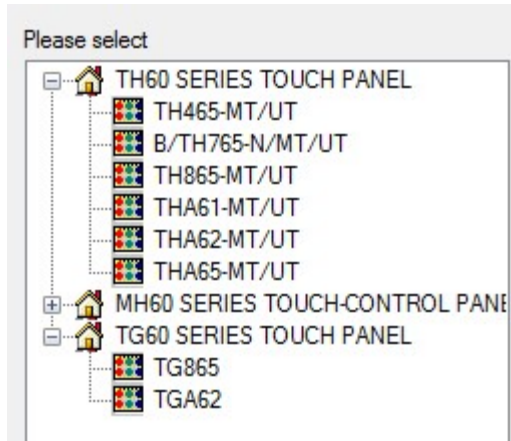 Please select
TH60 SERIES TOUCH PANEL
TH465-MT/UT
B/TH765-N/MT/UT
TH865-MT/UT
THA61-MT/UT
THA62-MT/UT
THA65-MT/UT
MH60 SERIES TOUCH-CONTROL PANE
TG60 SERIES TOUCH PANEL
TG865
TGA62